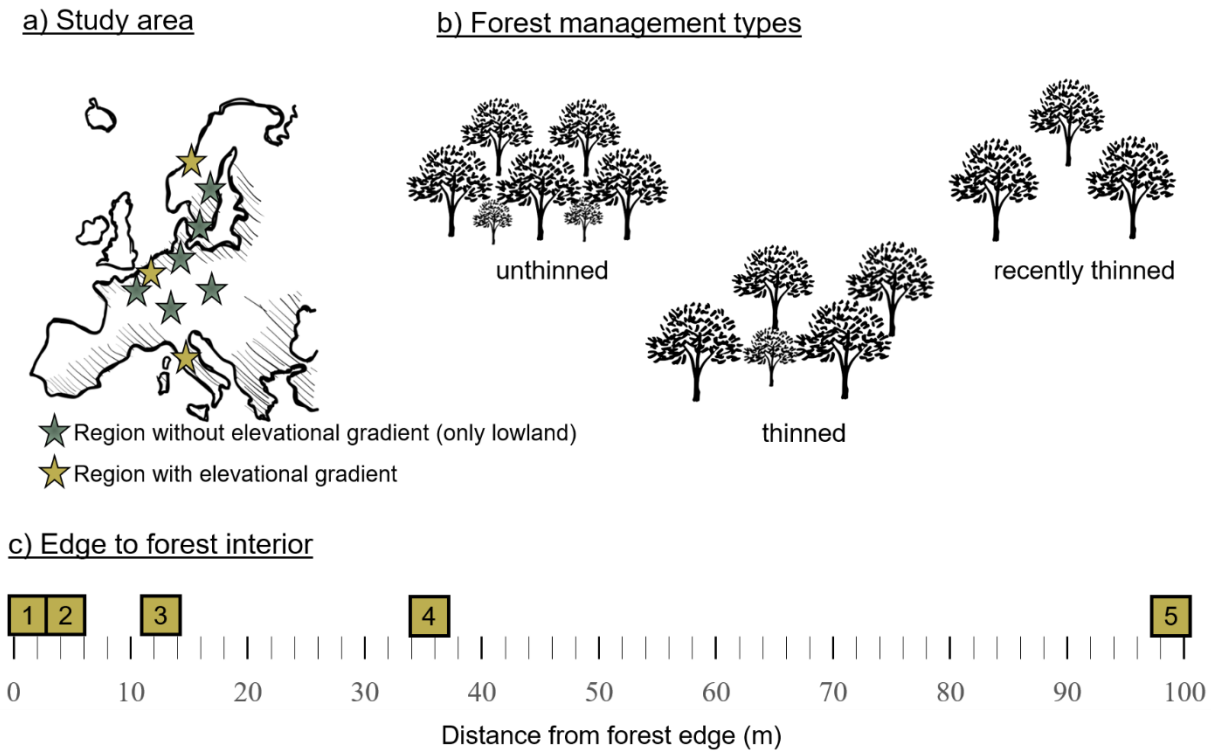 a) Study area
b) Forest management types
unthinned
recently thinned
thinned
Region without elevational gradient (only lowland)
Region with elevational gradient
c) Edge to forest interior
1 2 3 4 5
0 10 20 30 40 50 60 70 80 90 100
Distance from forest edge (m)